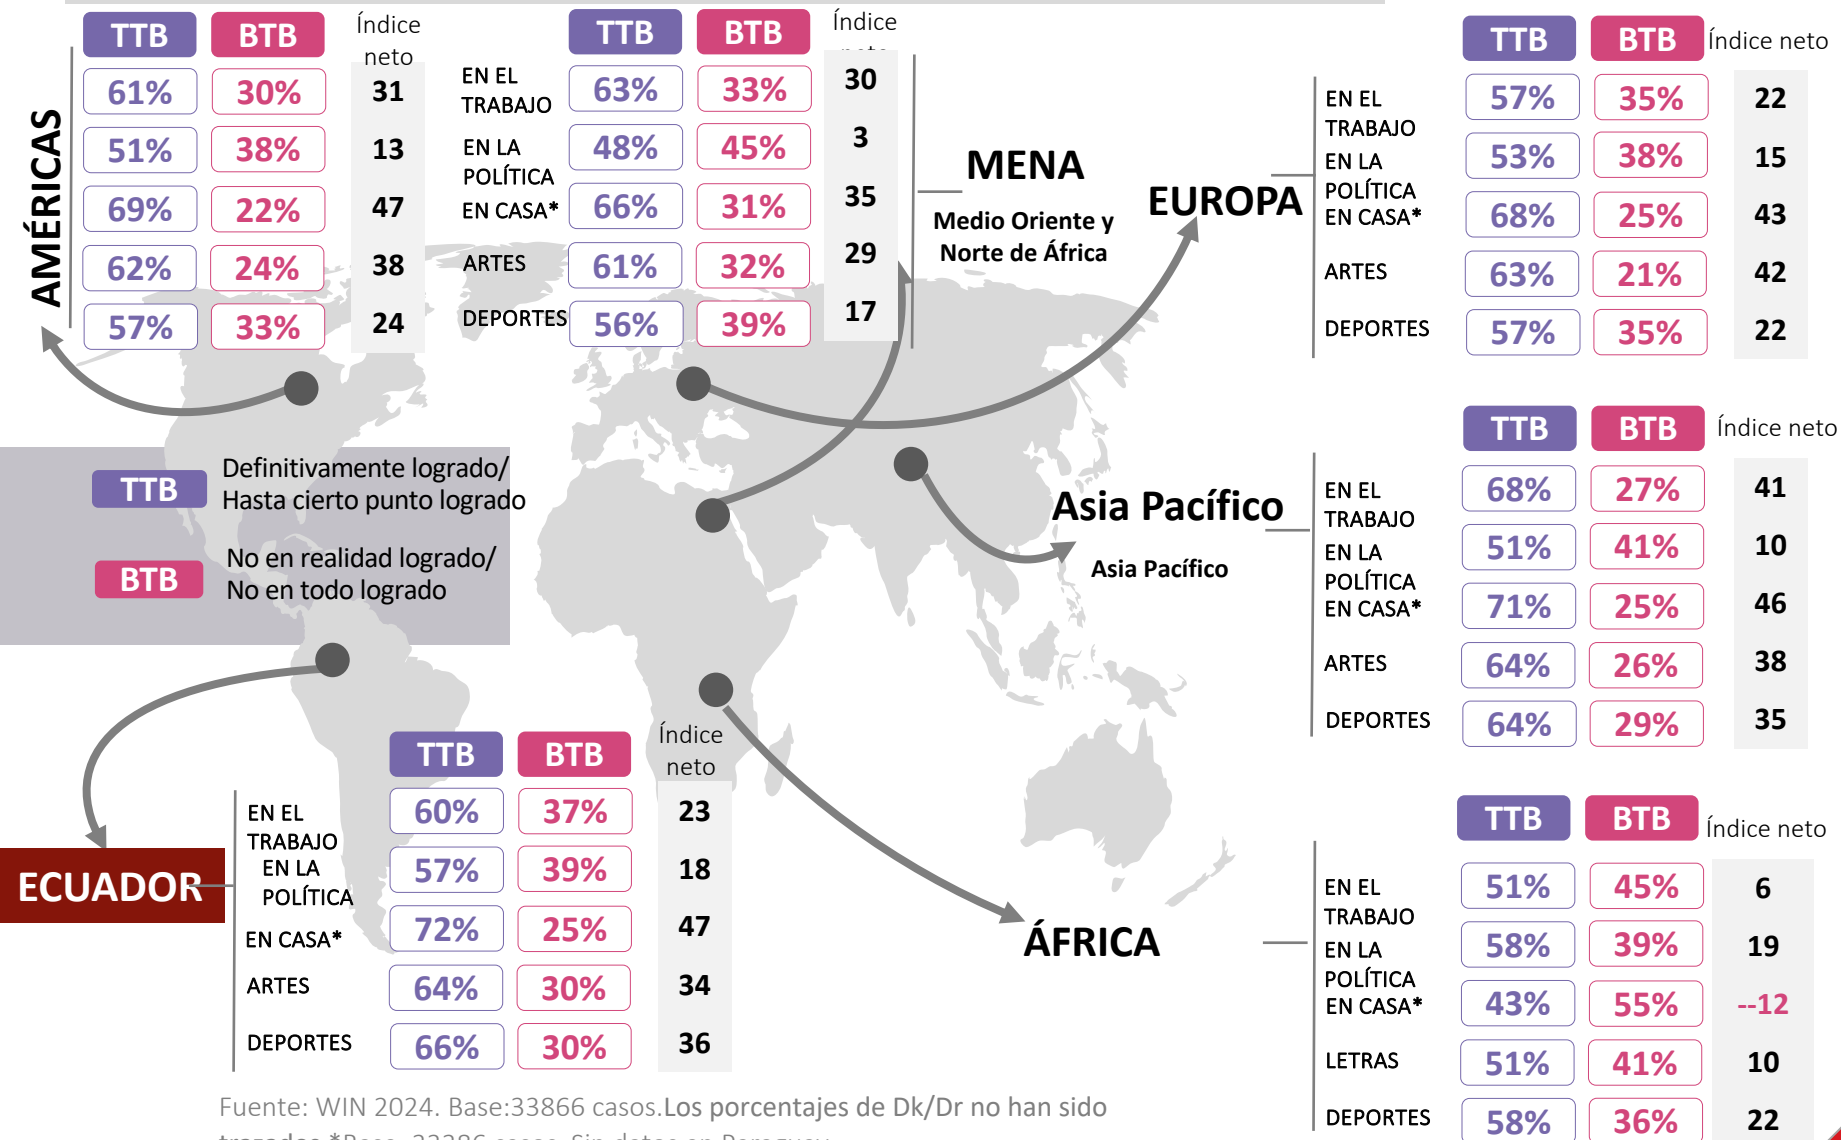 TTB BTB Índice
neto
AMÉRICAS
61% 30% 31
51% 38% 13
69% 22% 47
62% 24% 38
57% 33% 24
TTB BTB Índice
EN EL
TRABAJO
63% 33% 30
EN LA
POLÍTICA
48% 45% 3
EN CASA* 66% 31% 35
ARTES 61% 32% 29
DEPORTES 56% 39% 17
MENA
Medio Oriente y
Norte de África
TTB BTB Índice neto
EUROPA
EN EL
TRABAJO
57% 35% 22
EN LA
POLÍTICA
53% 38% 15
EN CASA* 68% 25% 43
ARTES 63% 21% 42
DEPORTES 57% 35% 22
TTB Definitivamente logrado/
Hasta cierto punto logrado
BTB No en realidad logrado/
No en todo logrado
TTB BTB Índice neto
Asia Pacífico
Asia Pacífico
EN EL
TRABAJO
68% 27% 41
EN LA
POLÍTICA
51% 41% 10
EN CASA* 71% 25% 46
ARTES 64% 26% 38
DEPORTES 64% 29% 35
TTB BTB Índice
neto
ECUADOR
EN EL
TRABAJO
60% 37% 23
EN LA
POLÍTICA
57% 39% 18
EN CASA* 72% 25% 47
ARTES 64% 30% 34
DEPORTES 66% 30% 36
TTB BTB Índice neto
ÁFRICA
EN EL
TRABAJO
51% 45% 6
EN LA
POLÍTICA
58% 39% 19
EN CASA* 43% 55% --12
LETRAS 51% 41% 10
DEPORTES 58% 36% 22
Fuente: WIN 2024. Base:33866 casos.Los porcentajes de Dk/Dr no han sido